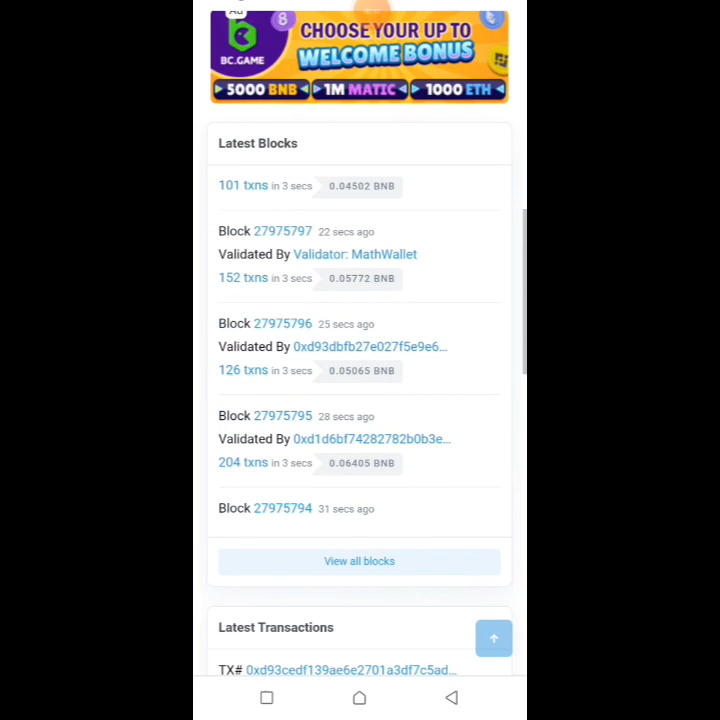 Ad
8
BC.GAME
CHOOSE YOUR UP TO
WELCOME BONUS
5000 BNB
1M MATIC
1000 ETH
Latest Blocks
101 txns in 3 secs 0.04502 BNB
Block 27975797 22 secs ago
Validated By Validator: MathWallet
152 txns in 3 secs 0.05772 BNB
Block 27975796 25 secs ago
Validated By 0xd93dbfb27e027f5e9e6...
126 txns in 3 secs 0.05065 BNB
Block 27975795 28 secs ago
Validated By 0xd1d6bf74282782b0b3e...
204 txns in 3 secs 0.06405 BNB
Block 27975794 31 secs ago
View all blocks
Latest Transactions
TX# 0xd93cedf139ae6e2701a3df7c5ad...